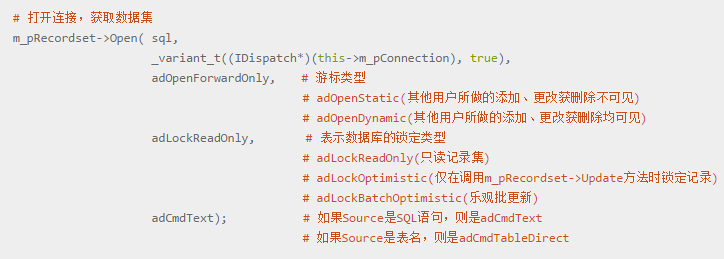 # 打开连接，获取数据集
m_pRecordset->Open( sql,
_variant_t((IDispatch*)(this->m_pConnection), true),
adOpenForwardOnly, # 游标类型
# adOpenStatic(其他用户所做的添加、更改获删除不可见)
# adOpenDynamic(其他用户所做的添加、更改获删除均可见)
adLockReadOnly, # 表示数据库的锁定类型
# adLockReadOnly(只读记录集)
# adLockOptimistic(仅在调用m_pRecordset->Update方法时锁定记录)
# adLockBatchOptimistic(乐观批更新)
adCmdText); # 如果Source是SQL语句，则是adCmdText
# 如果Source是表名，则是adCmdTableDirect